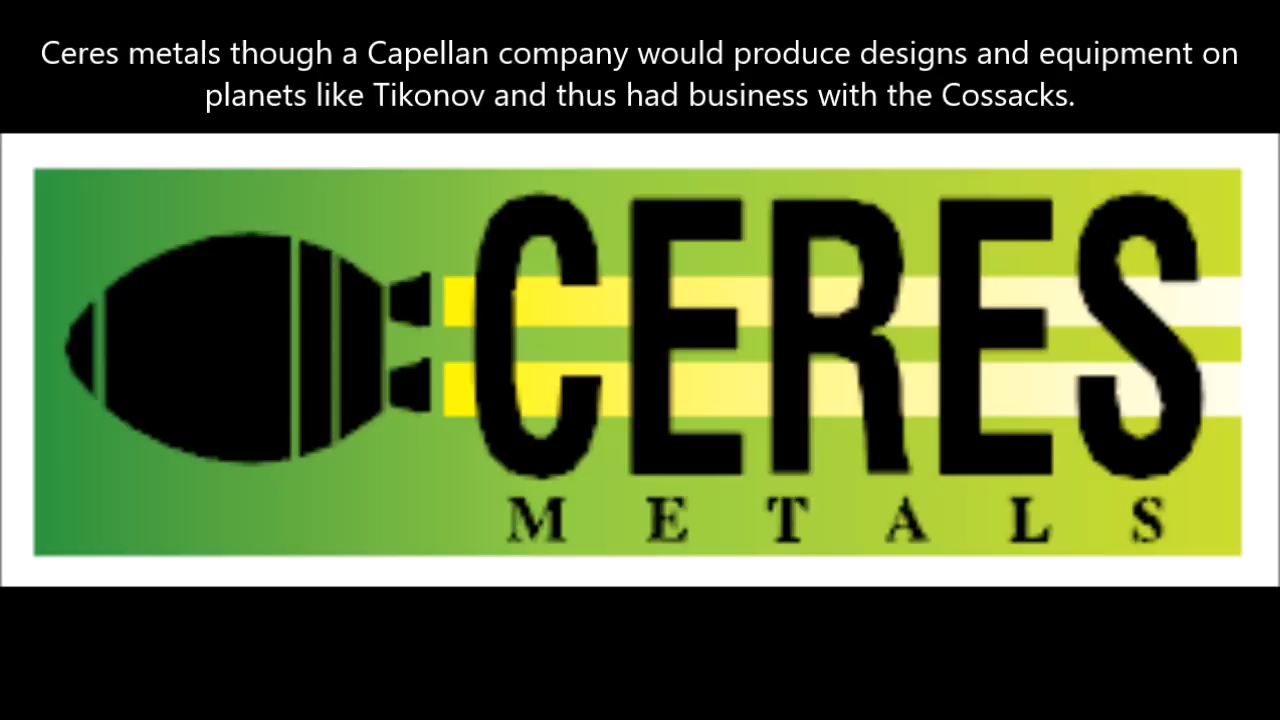 Ceres metals though a Capellan company would produce designs and equipment on
planets like Tikonov and thus had business with the Cossacks.
CERES
METALS